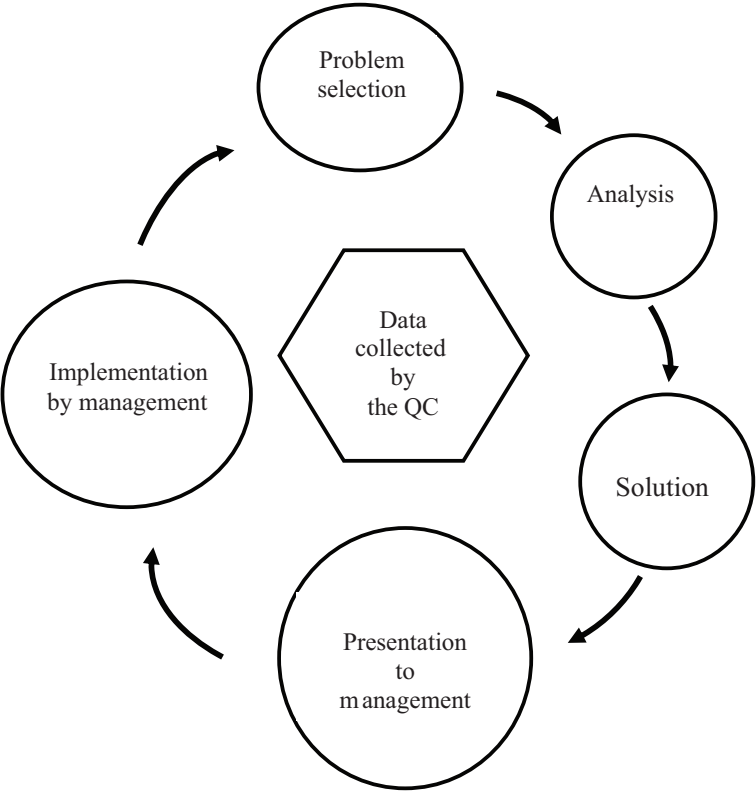 Problem
selection
Analysis
Data
collected
by
the QC
Implementation
by management
Solution
Presentation
to
management